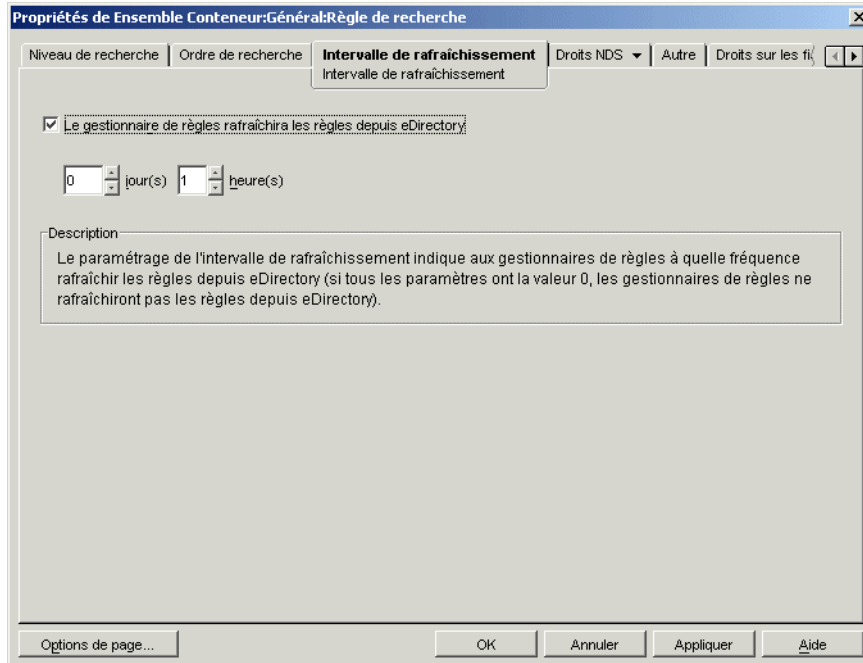 Propriétés de Ensemble Conteneur:Général:Règle de recherche
Niveau de recherche Ordre de recherche Intervalle de rafraîchissement Droits NDS Autre Droits sur les fi
Intervalle de rafraîchissement
Le gestionnaire de règles rafraîchira les règles depuis eDirectory
0 jour(s) 1 heure(s)
Description
Le paramétrage de l'intervalle de rafraîchissement indique aux gestionnaires de règles à quelle fréquence
rafraîchir les règles depuis eDirectory (si tous les paramètres ont la valeur 0, les gestionnaires de règles ne
rafraîchiront pas les règles depuis eDirectory).
Options de page... OK Annuler Appliquer Aide